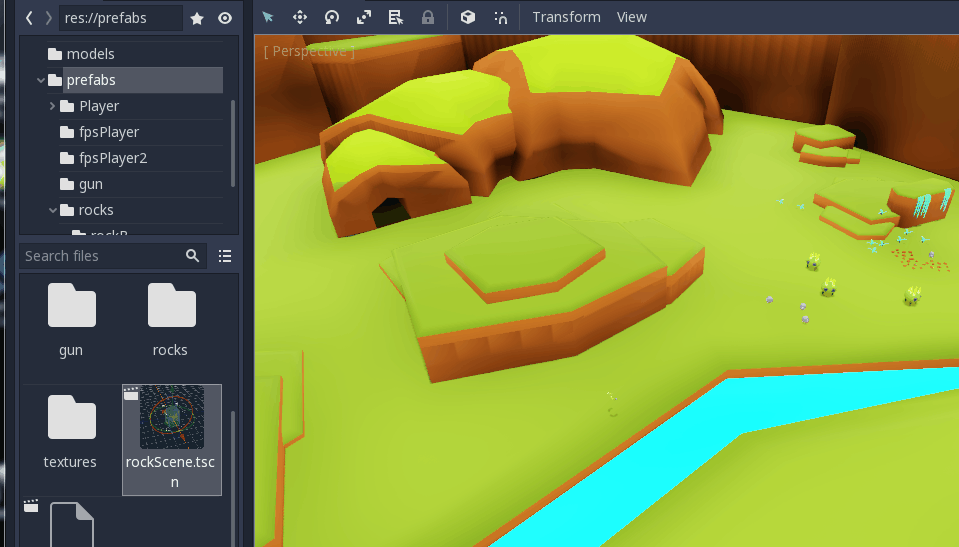 res://prefabs
Transform
View
models
[ Perspective ]
prefabs
Player
fpsPlayer
fpsPlayer2
gun
rocks
rockB
Search files
gun
rocks
textures
rockScene.tsc
n